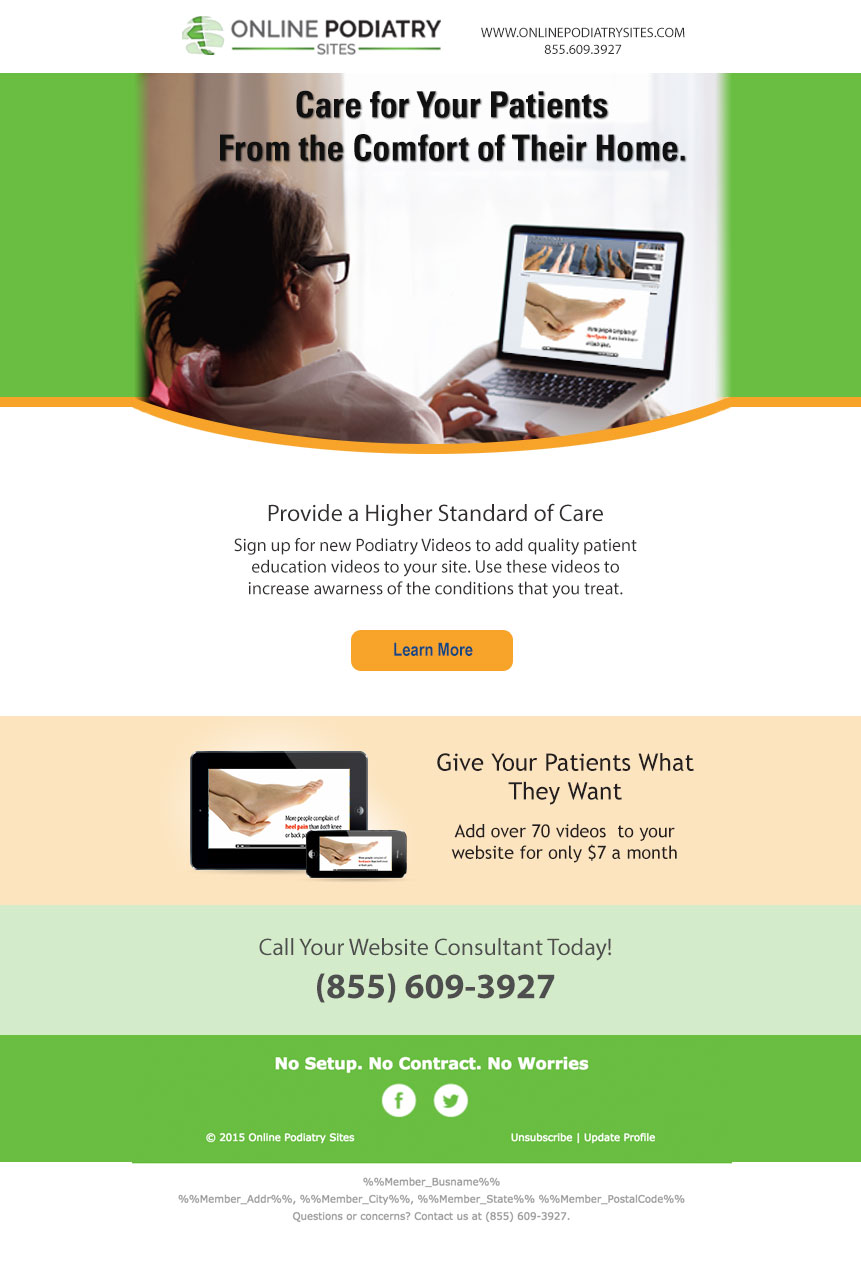 ONLINE PODIATRY
SITES
WWW.ONLINEPODIATRYSITES.COM
855.609.3927
Care for Your Patients
From the Comfort of Their Home.
More people complain of
heel pain than both knee
or back pain.
Provide a Higher Standard of Care
Sign up for new Podiatry Videos to add quality patient
education videos to your site. Use these videos to
increase awarness of the conditions that you treat.
Learn More
More people complain of
heel pain than both knee
or back pa
More people complain of
heel pain than both knee
or back pain.
Give Your Patients What
They Want
Add over 70 videos  to your
website for only $7 a month
Call Your Website Consultant Today!
(855) 609-3927
No Setup. No Contract. No Worries
f
© 2015 Online Podiatry Sites
Unsubscribe | Update Profile
%%Member_Busname%%
%%Member_Addr%%, %%Member_City%%, %%Member_State%% %%Member_PostalCode%%
Questions or concerns? Contact us at (855) 609-3927.